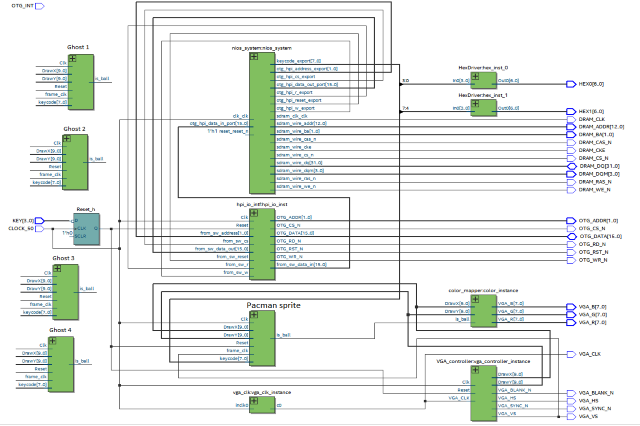 OTG_INT
Ghost 1
Clk
DrawX[9..0]
DrawY[9..0]
Reset
frame_clk
keycode[7..0]
is_ball
Ghost 2
Clk
DrawX[9..0]
DrawY[9..0]
Reset
frame_clk
keycode[7..0]
is_ball
Reset_n
KEY[3..0]
CLOCK_50
D
CLK
SCLR
Q
Ghost 3
Clk
DrawX[9..0]
DrawY[9..0]
Reset
frame_clk
keycode[7..0]
is_ball
Ghost 4
Clk
DrawX[9..0]
DrawY[9..0]
Reset
frame_clk
keycode[7..0]
is_ball
nios_system:nios_system
clk_clk
otg_hpi_data_in_port[15..0]
1'h1 reset_reset_n
keycode_export[7..0]
otg_hpi_address_export[1..0]
otg_hpi_cs_export
otg_hpi_data_out_port[15..0]
otg_hpi_r_export
otg_hpi_reset_export
otg_hpi_w_export
sdram_clk_clk
sdram_wire_addr[12..0]
sdram_wire_ba[1..0]
sdram_wire_cas_n
sdram_wire_cke
sdram_wire_cs_n
sdram_wire_dq[31..0]
sdram_wire_dqm[3..0]
sdram_wire_ras_n
sdram_wire_we_n
hpi_io_intf:hpi_io_inst
Clk
Reset
from_sw_address[1..0]
from_sw_cs
from_sw_data_out[15..0]
from_sw_reset
from_sw_r
from_sw_w
OTG_ADDR[1..0]
OTG_CS_N
OTG_DATA[15..0]
OTG_RD_N
OTG_RST_N
OTG_WR_N
from_sw_data_in[15..0]
Pacman sprite
Clk
DrawX[9..0]
DrawY[9..0]
Reset
frame_clk
keycode[7..0]
is_ball
vga_clk:vga_clk_instance
inclk0
c0
HexDriver:hex_inst_0
3:0
In0[3..0]
Out0[6..0]
HexDriver:hex_inst_1
7:4
In0[3..0]
Out0[6..0]
color_mapper:color_instance
DrawX[9..0]
DrawY[9..0]
is_ball
VGA_B[7..0]
VGA_G[7..0]
VGA_R[7..0]
VGA_controller:vga_controller_instance
Clk
Reset
VGA_CLK
DrawX[9..0]
DrawY[9..0]
VGA_BLANK_N
VGA_HS
VGA_SYNC_N
VGA_VS
HEX0[6..0]
HEX1[6..0]
DRAM_CLK
DRAM_ADDR[12..0]
DRAM_BA[1..0]
DRAM_CAS_N
DRAM_CKE
DRAM_CS_N
DRAM_DQ[31..0]
DRAM_DQM[3..0]
DRAM_RAS_N
DRAM_WE_N
OTG_ADDR[1..0]
OTG_CS_N
OTG_DATA[15..0]
OTG_RD_N
OTG_RST_N
OTG_WR_N
VGA_B[7..0]
VGA_G[7..0]
VGA_R[7..0]
VGA_CLK
VGA_BLANK_N
VGA_HS
VGA_SYNC_N
VGA_VS